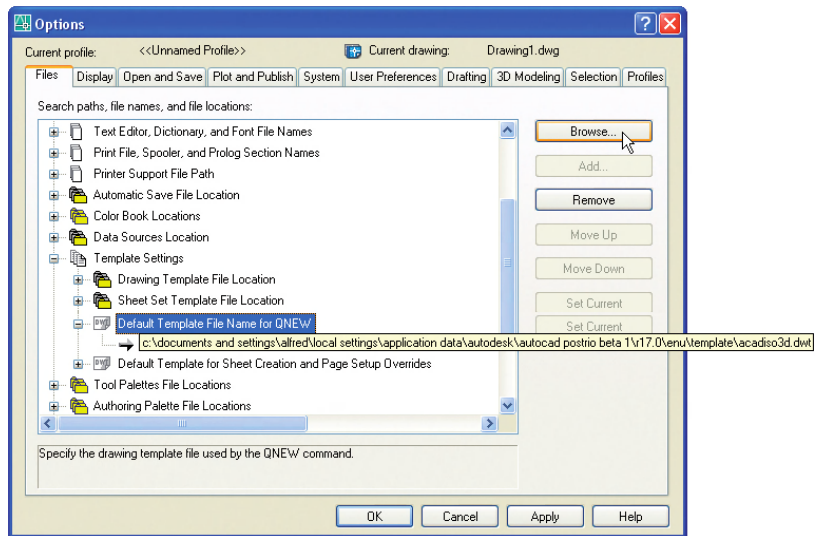 Options
Current profile: <<Unnamed Profile>> Current drawing: Drawing1.dwg
Files Display Open and Save Plot and Publish System User Preferences Drafting 3D Modeling Selection Profiles
Search paths, file names, and file locations:
Text Editor, Dictionary, and Font File Names
Browse...
Print File, Spooler, and Prolog Section Names
Printer Support File Path
Add...
Automatic Save File Location
Remove
Color Book Locations
Data Sources Location
Move Up
Template Settings
Move Down
Drawing Template File Location
Sheet Set Template File Location
Set Current
Default Template File Name for QNEW
Set Current
c:\documents and settings\alfred\local settings\application data\autodesk\autocad postrio beta 1\r17.0\enu\template\acadiso3d.dwt
Default Template for Sheet Creation and Page Setup Overrides
Tool Palettes File Locations
Authoring Palette File Locations
Specify the drawing template file used by the QNEW command.
OK Cancel Apply Help